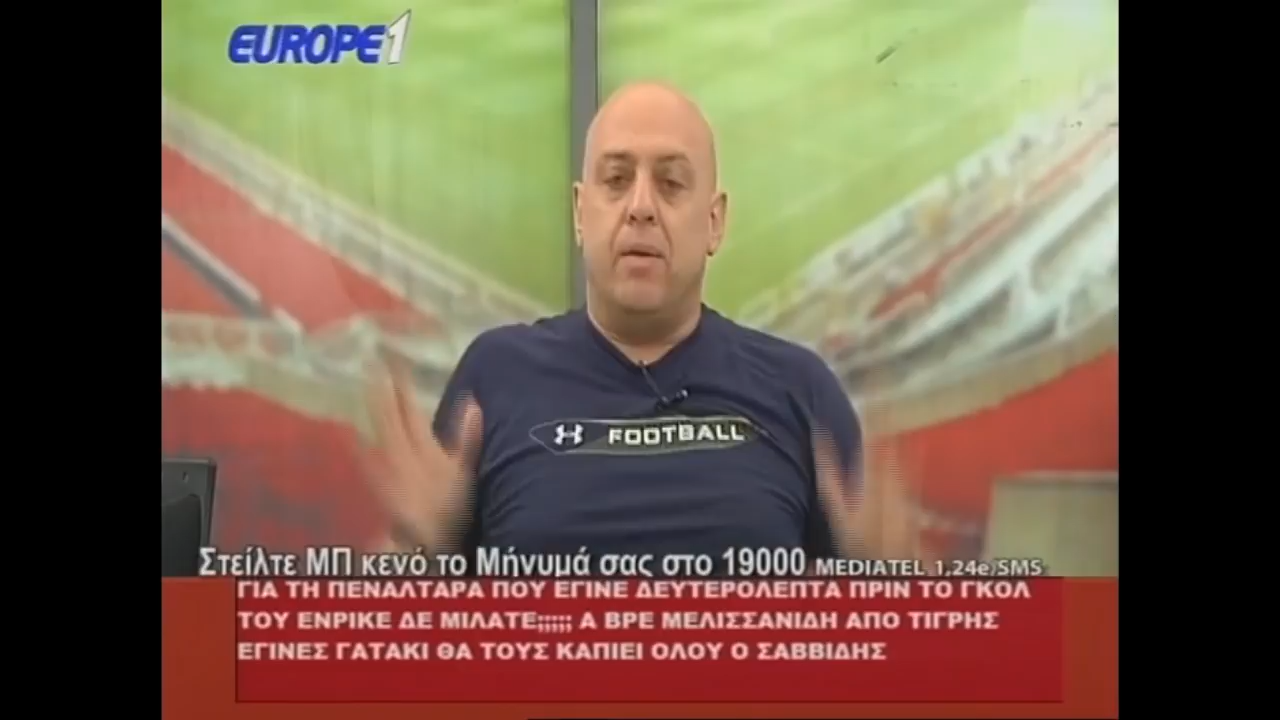 EUROPE1
FOOTBALL
Στείλτε ΜΠ κενό το Μήνυμά σας στο 19000 MEDIATEL 1,24e/SMS
ΓΙΑ ΤΗ ΠΕΝΑΛΤΑΡΑ ΠΟΥ ΕΓΙΝΕ ΔΕΥΤΕΡΟΛΕΠΤΑ ΠΡΙΝ ΤΟ ΓΚΟΛ
ΤΟΥ ΕΝΡΙΚΕ ΔΕ ΜΙΛΑΤΕ;;;;; Α ΒΡΕ ΜΕΛΙΣΣΑΝΙΔΗ ΑΠΟ ΤΙΓΡΗΣ
ΕΓΙΝΕΣ ΓΑΤΑΚΙ ΘΑ ΤΟΥΣ ΚΑΠΙΕΙ ΟΛΟΥ Ο ΣΑΒΒΙΔΗΣ